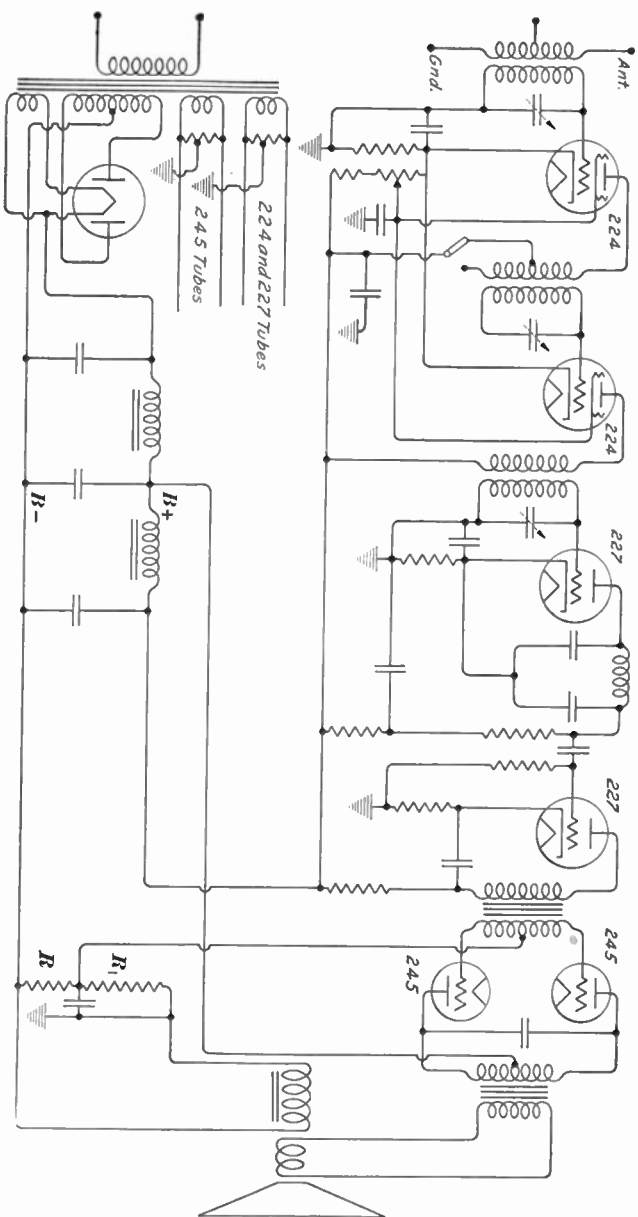 Ant.
Gnd.
224
224
227
227
245
245
224 and 227 Tubes
245 Tubes
B+
B-
R
R₁